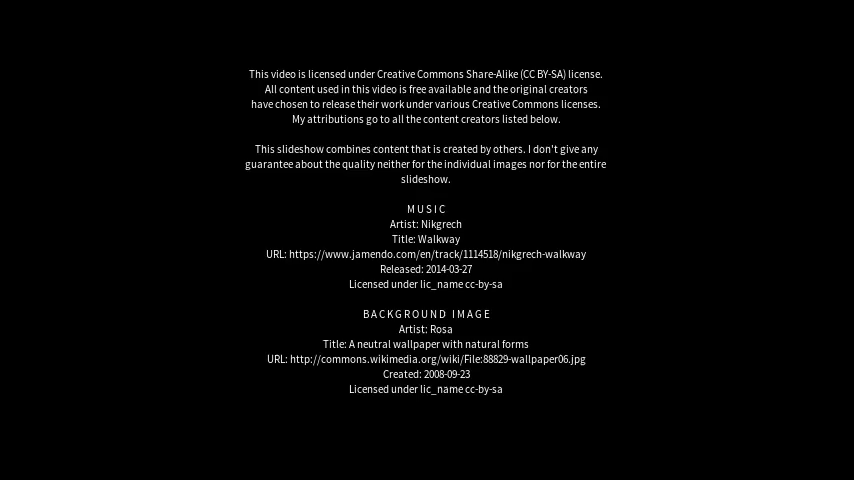 This video is licensed under Creative Commons Share-Alike (CC BY-SA) license.
All content used in this video is free available and the original creators
have chosen to release their work under various Creative Commons licenses.
My attributions go to all the content creators listed below.
This slideshow combines content that is created by others. I don't give any
guarantee about the quality neither for the individual images nor for the entire
slideshow.
MUSIC
Artist: Nikgrech
Title: Walkway
URL: https://www.jamendo.com/en/track/1114518/nikgrech-walkway
Released: 2014-03-27
Licensed under lic_name cc-by-sa
BACKGROUND IMAGE
Artist: Rosa
Title: A neutral wallpaper with natural forms
URL: http://commons.wikimedia.org/wiki/File:88829-wallpaper06.jpg
Created: 2008-09-23
Licensed under lic_name cc-by-sa